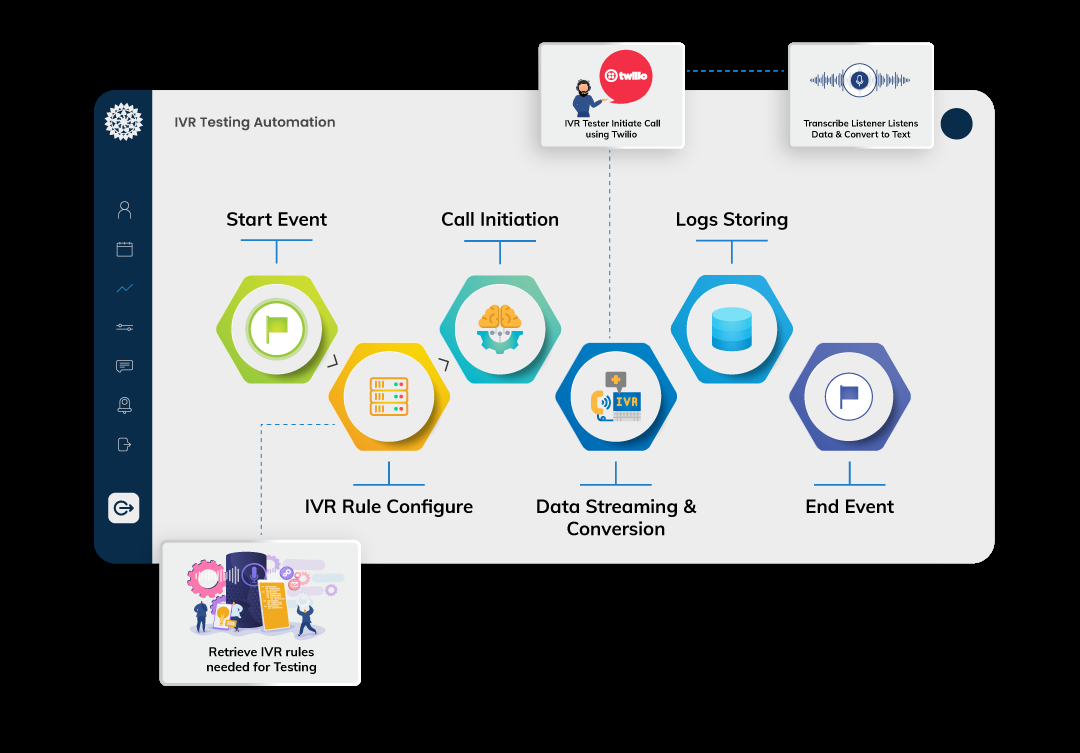 twilio
IVR Tester Initiate Call
using Twilio
Transcribe Listener Listens
Data & Convert to Text
IVR Testing Automation
Start Event
Call Initiation
Logs Storing
IVR
IVR Rule Configure
Data Streaming &
Conversion
End Event
Retrieve IVR rules
needed for Testing